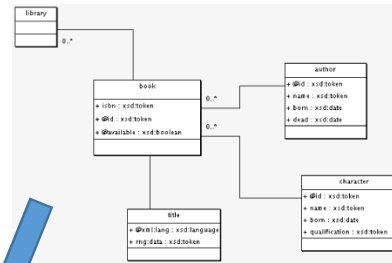 library
0..*
book
+ isbn : xsd:token
+ @id : xsd:token
+ @available : xsd:boolean
0..*
0..*
author
+ @id : xsd:token
+ name : xsd:token
+ born : xsd:date
+ dead : xsd:date
character
+ @id : xsd:token
+ name : xsd:token
+ born : xsd:date
+ qualification : xsd:token
title
+ @xml:lang : xsd:language
+ rng:data : xsd:token